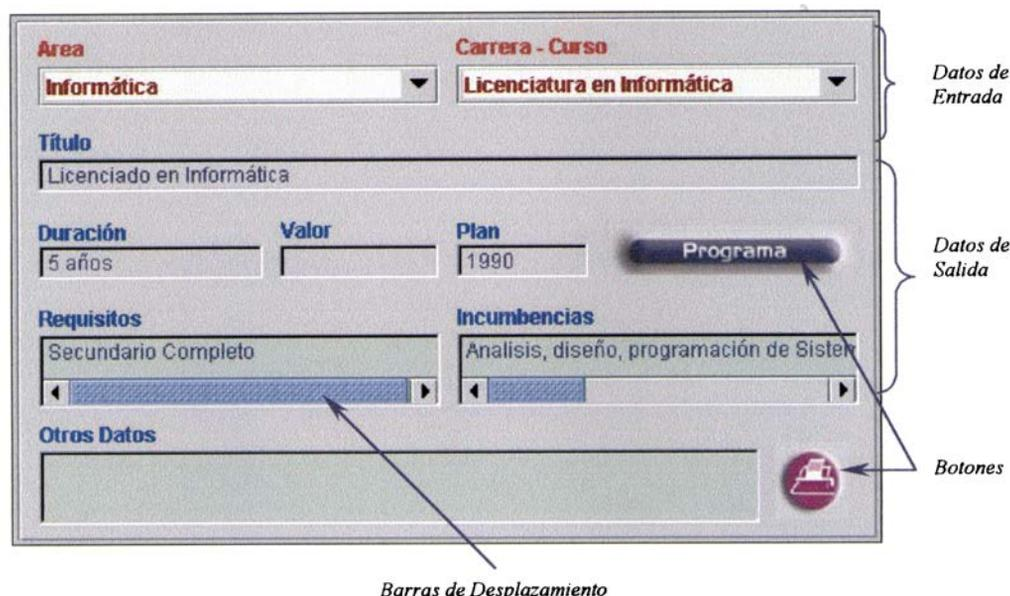 Area
Carrera - Curso
Informática
Licenciatura en Informática
Datos de
Entrada
Título
Licenciado en Informática
Duración
Valor
Plan
5 años
1990
Programa
Datos de
Salida
Requisitos
Incumbencias
Secundario Completo
Analisis, diseño, programación de Sistem
Otros Datos
Botones
Barras de Desplazamiento